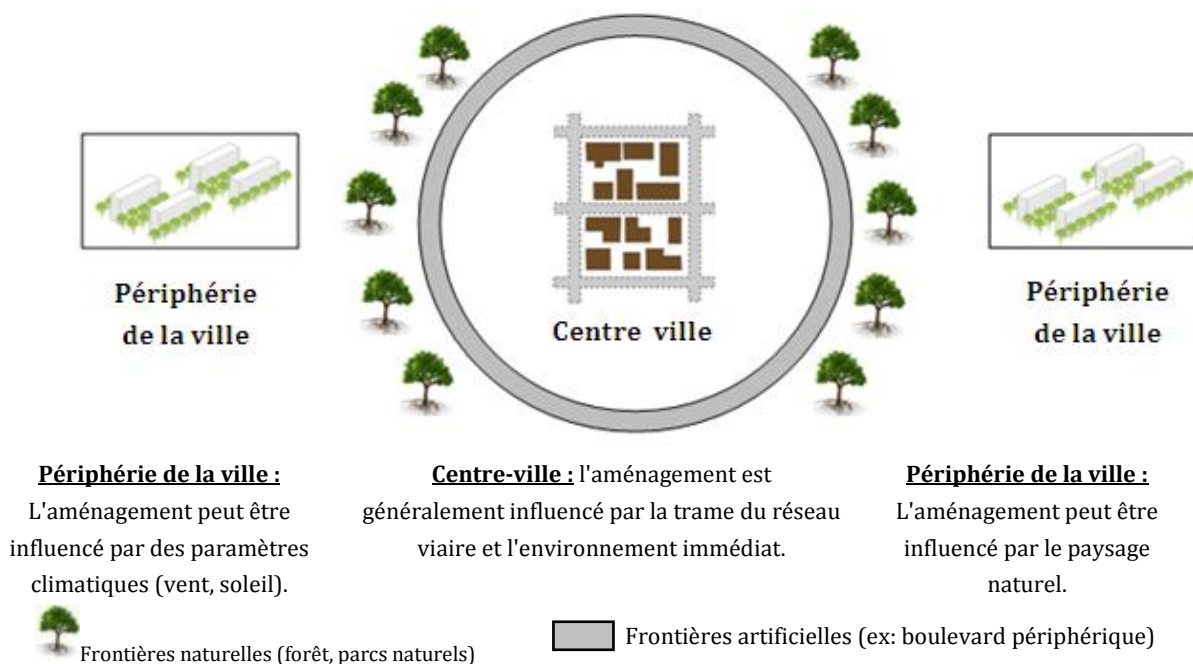 Périphérie
de la ville
Centre ville
Périphérie
de la ville
Périphérie de la ville :
L'aménagement peut être
influencé par des paramètres
climatiques (vent, soleil).
Centre-ville : l'aménagement est
généralement influencé par la trame du réseau
viaire et l'environnement immédiat.
Périphérie de la ville :
L'aménagement peut être
influencé par le paysage
naturel.
Frontières naturelles (forêt, parcs naturels)
Frontières artificielles (ex: boulevard périphérique)